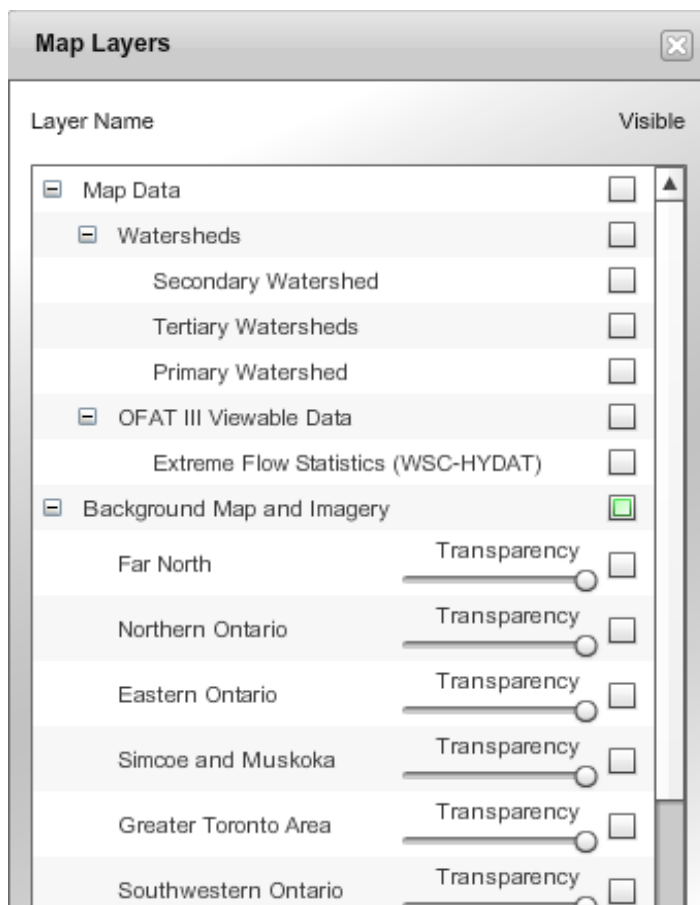 Map Layers
Layer Name Visible
Map Data
Watersheds
Secondary Watershed
Tertiary Watersheds
Primary Watershed
OFAT III Viewable Data
Extreme Flow Statistics (WSC-HYDAT)
Background Map and Imagery
Far North Transparency
Northern Ontario Transparency
Eastern Ontario Transparency
Simcoe and Muskoka Transparency
Greater Toronto Area Transparency
Southwestern Ontario Transparency